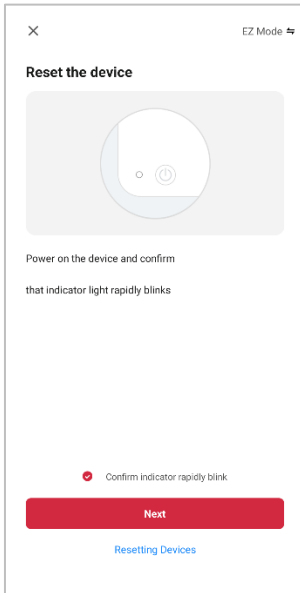 EZ Mode ⇋
Reset the device
Power on the device and confirm
that indicator light rapidly blinks
Confirm indicator rapidly blink
Next
Resetting Devices